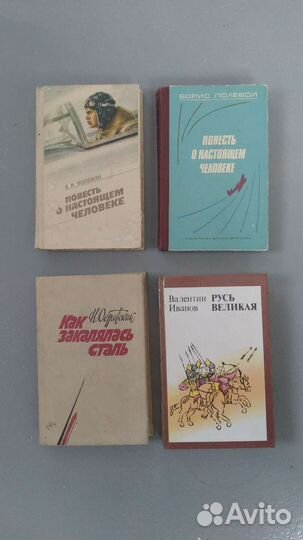 Б. Н. ПОЛЕВОЙ
ПОВЕСТЬ
О НАСТОЯЩЕМ
ЧЕЛОВЕКЕ
БОРИС ПОЛЕВОЙ
ПОВЕСТЬ
О НАСТОЯЩЕМ
ЧЕЛОВЕКЕ
Н. Островский
Как
закалялась
сталь
Валентин
Иванов
РУСЬ
ВЕЛИКАЯ
Avito